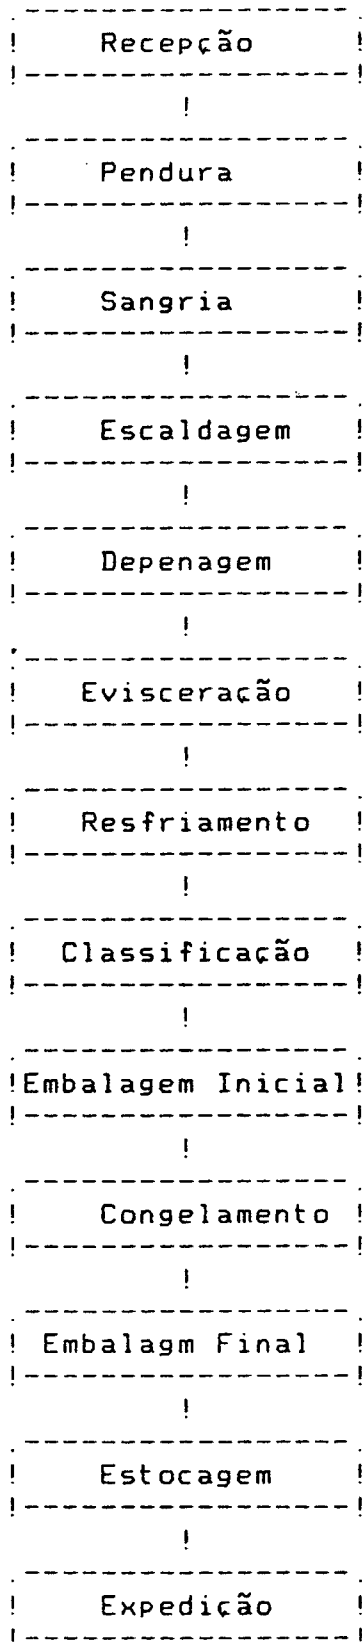 Recepção
Pendura
Sangria
Escaldagem
Depenagem
Evisceração
Resfriamento
Classificação
Embalagem Inicial
Congelamento
Embalagm Final
Estocagem
Expedição